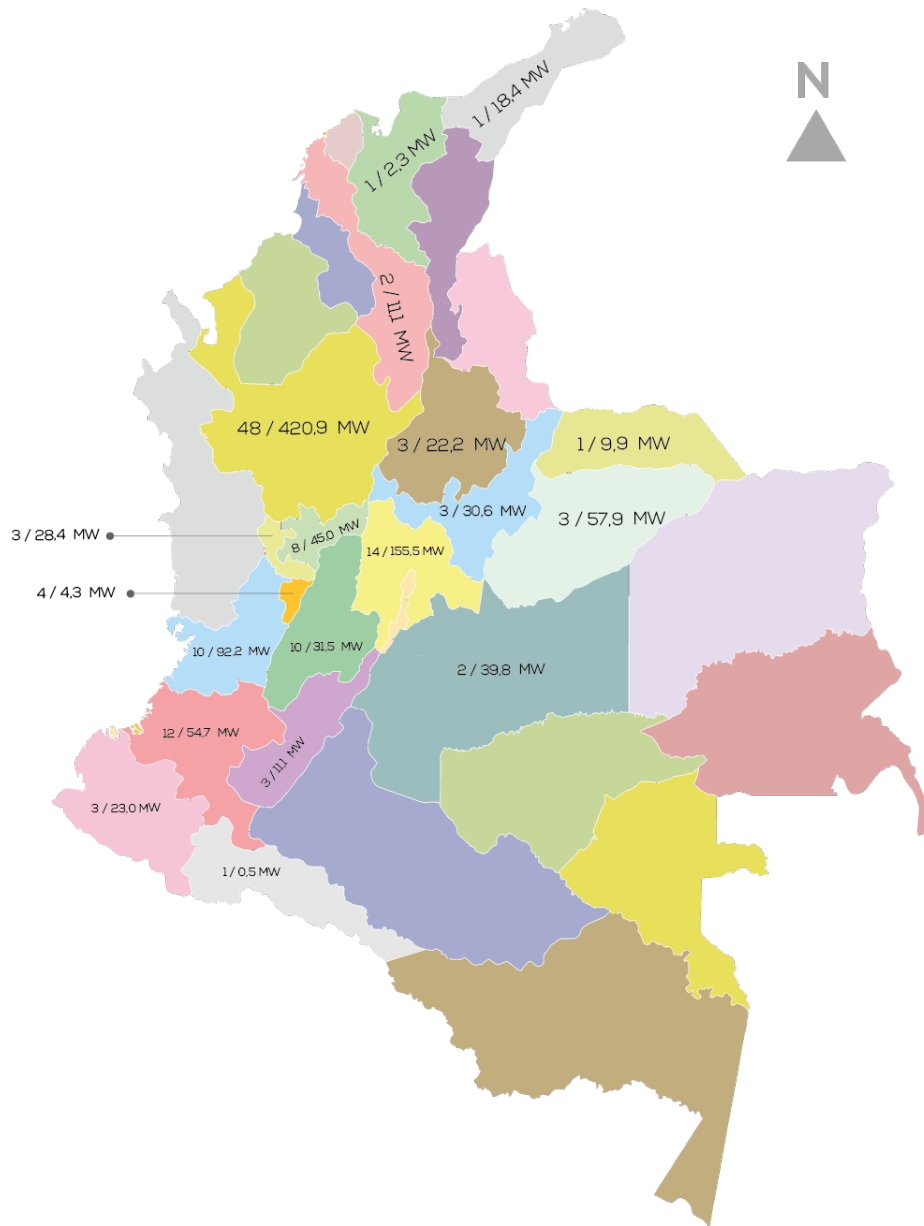 N
1 / 18,4 MW
1 / 2,3 MW
2 / 11,1 MW
48 / 420,9 MW
3 / 22,2 MW
1 / 9,9 MW
3 / 30,6 MW
3 / 57,9 MW
3 / 28,4 MW
8 / 45,0 MW
14 / 155,5 MW
4 / 4,3 MW
10 / 92,2 MW
10 / 31,5 MW
2 / 39,8 MW
12 / 54,7 MW
3 / 11,1 MW
3 / 23,0 MW
1 / 0,5 MW